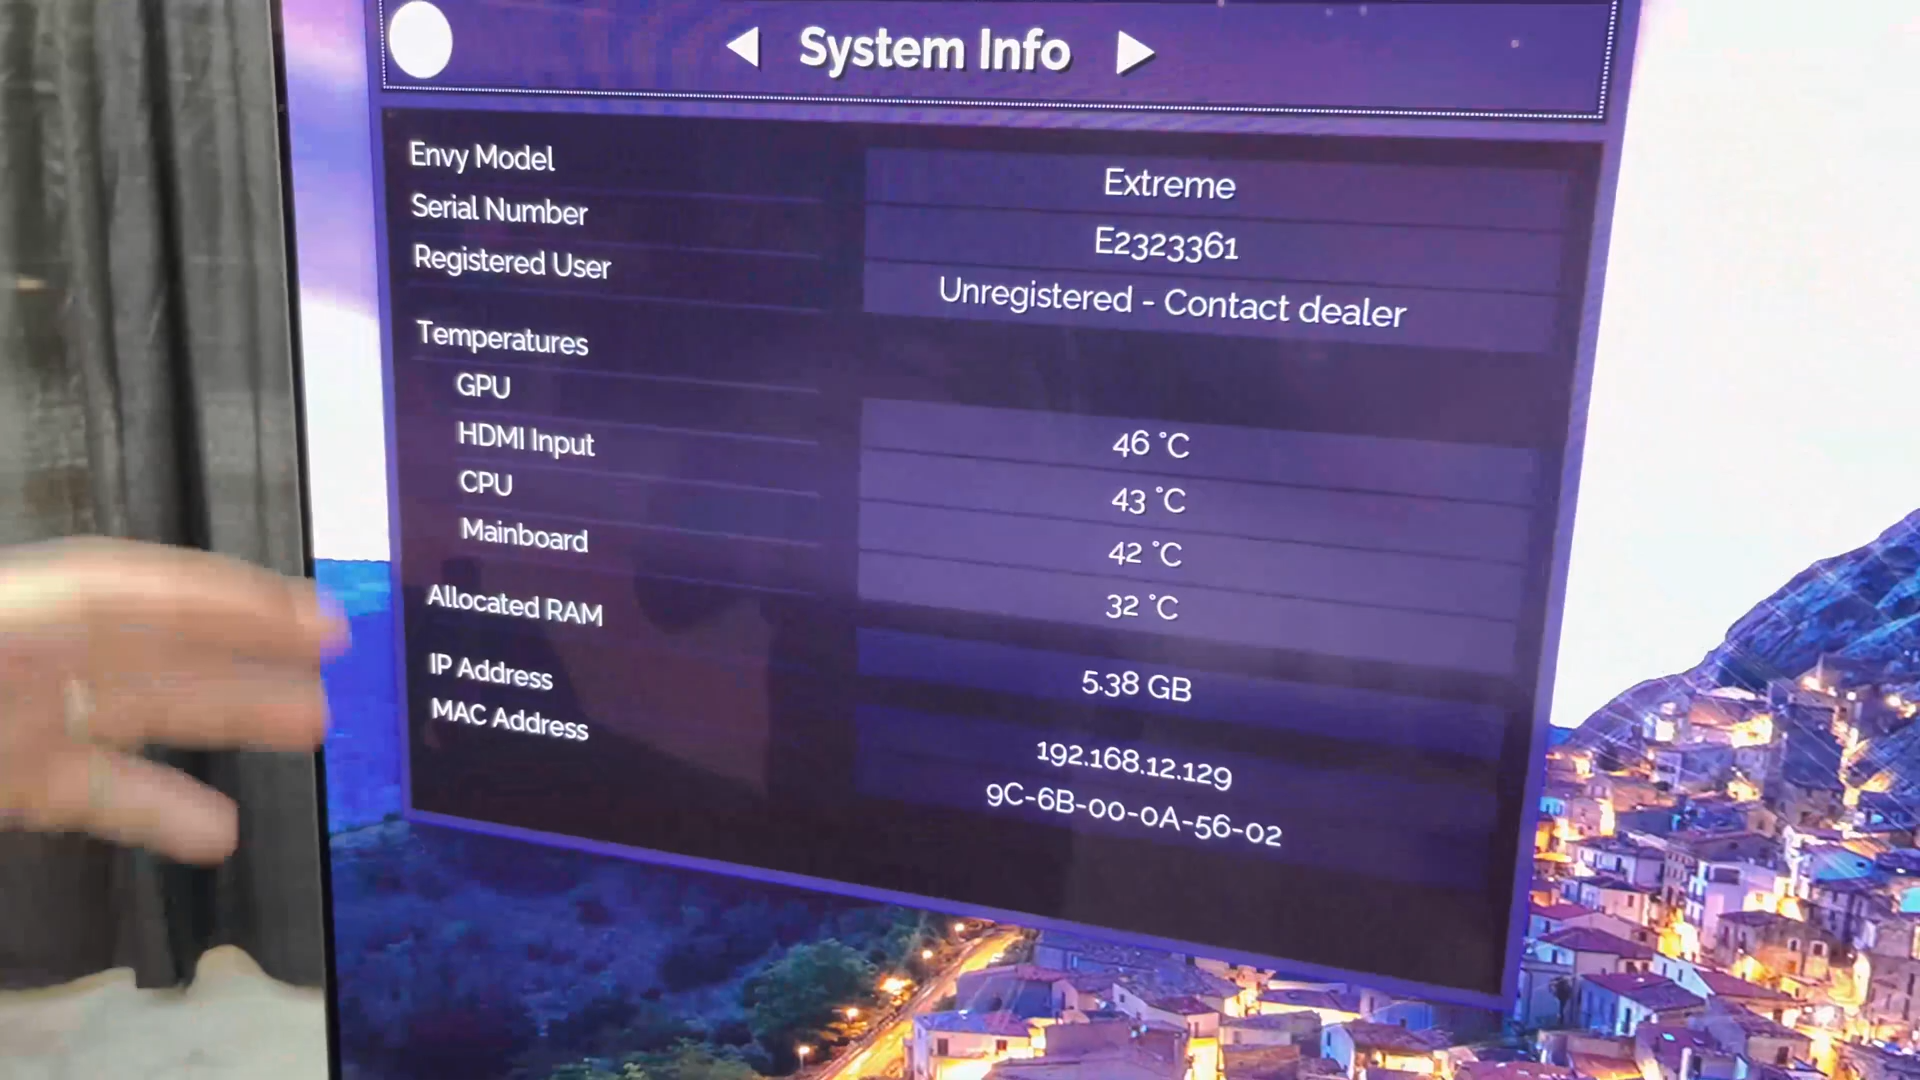 System Info
Envy Model Extreme
Serial Number E2323361
Registered User Unregistered - Contact dealer
Temperatures
GPU 46 °C
HDMI Input 43 °C
CPU 42 °C
Mainboard 32 °C
Allocated RAM 5.38 GB
IP Address 192.168.12.129
MAC Address 9C-6B-00-0A-56-02